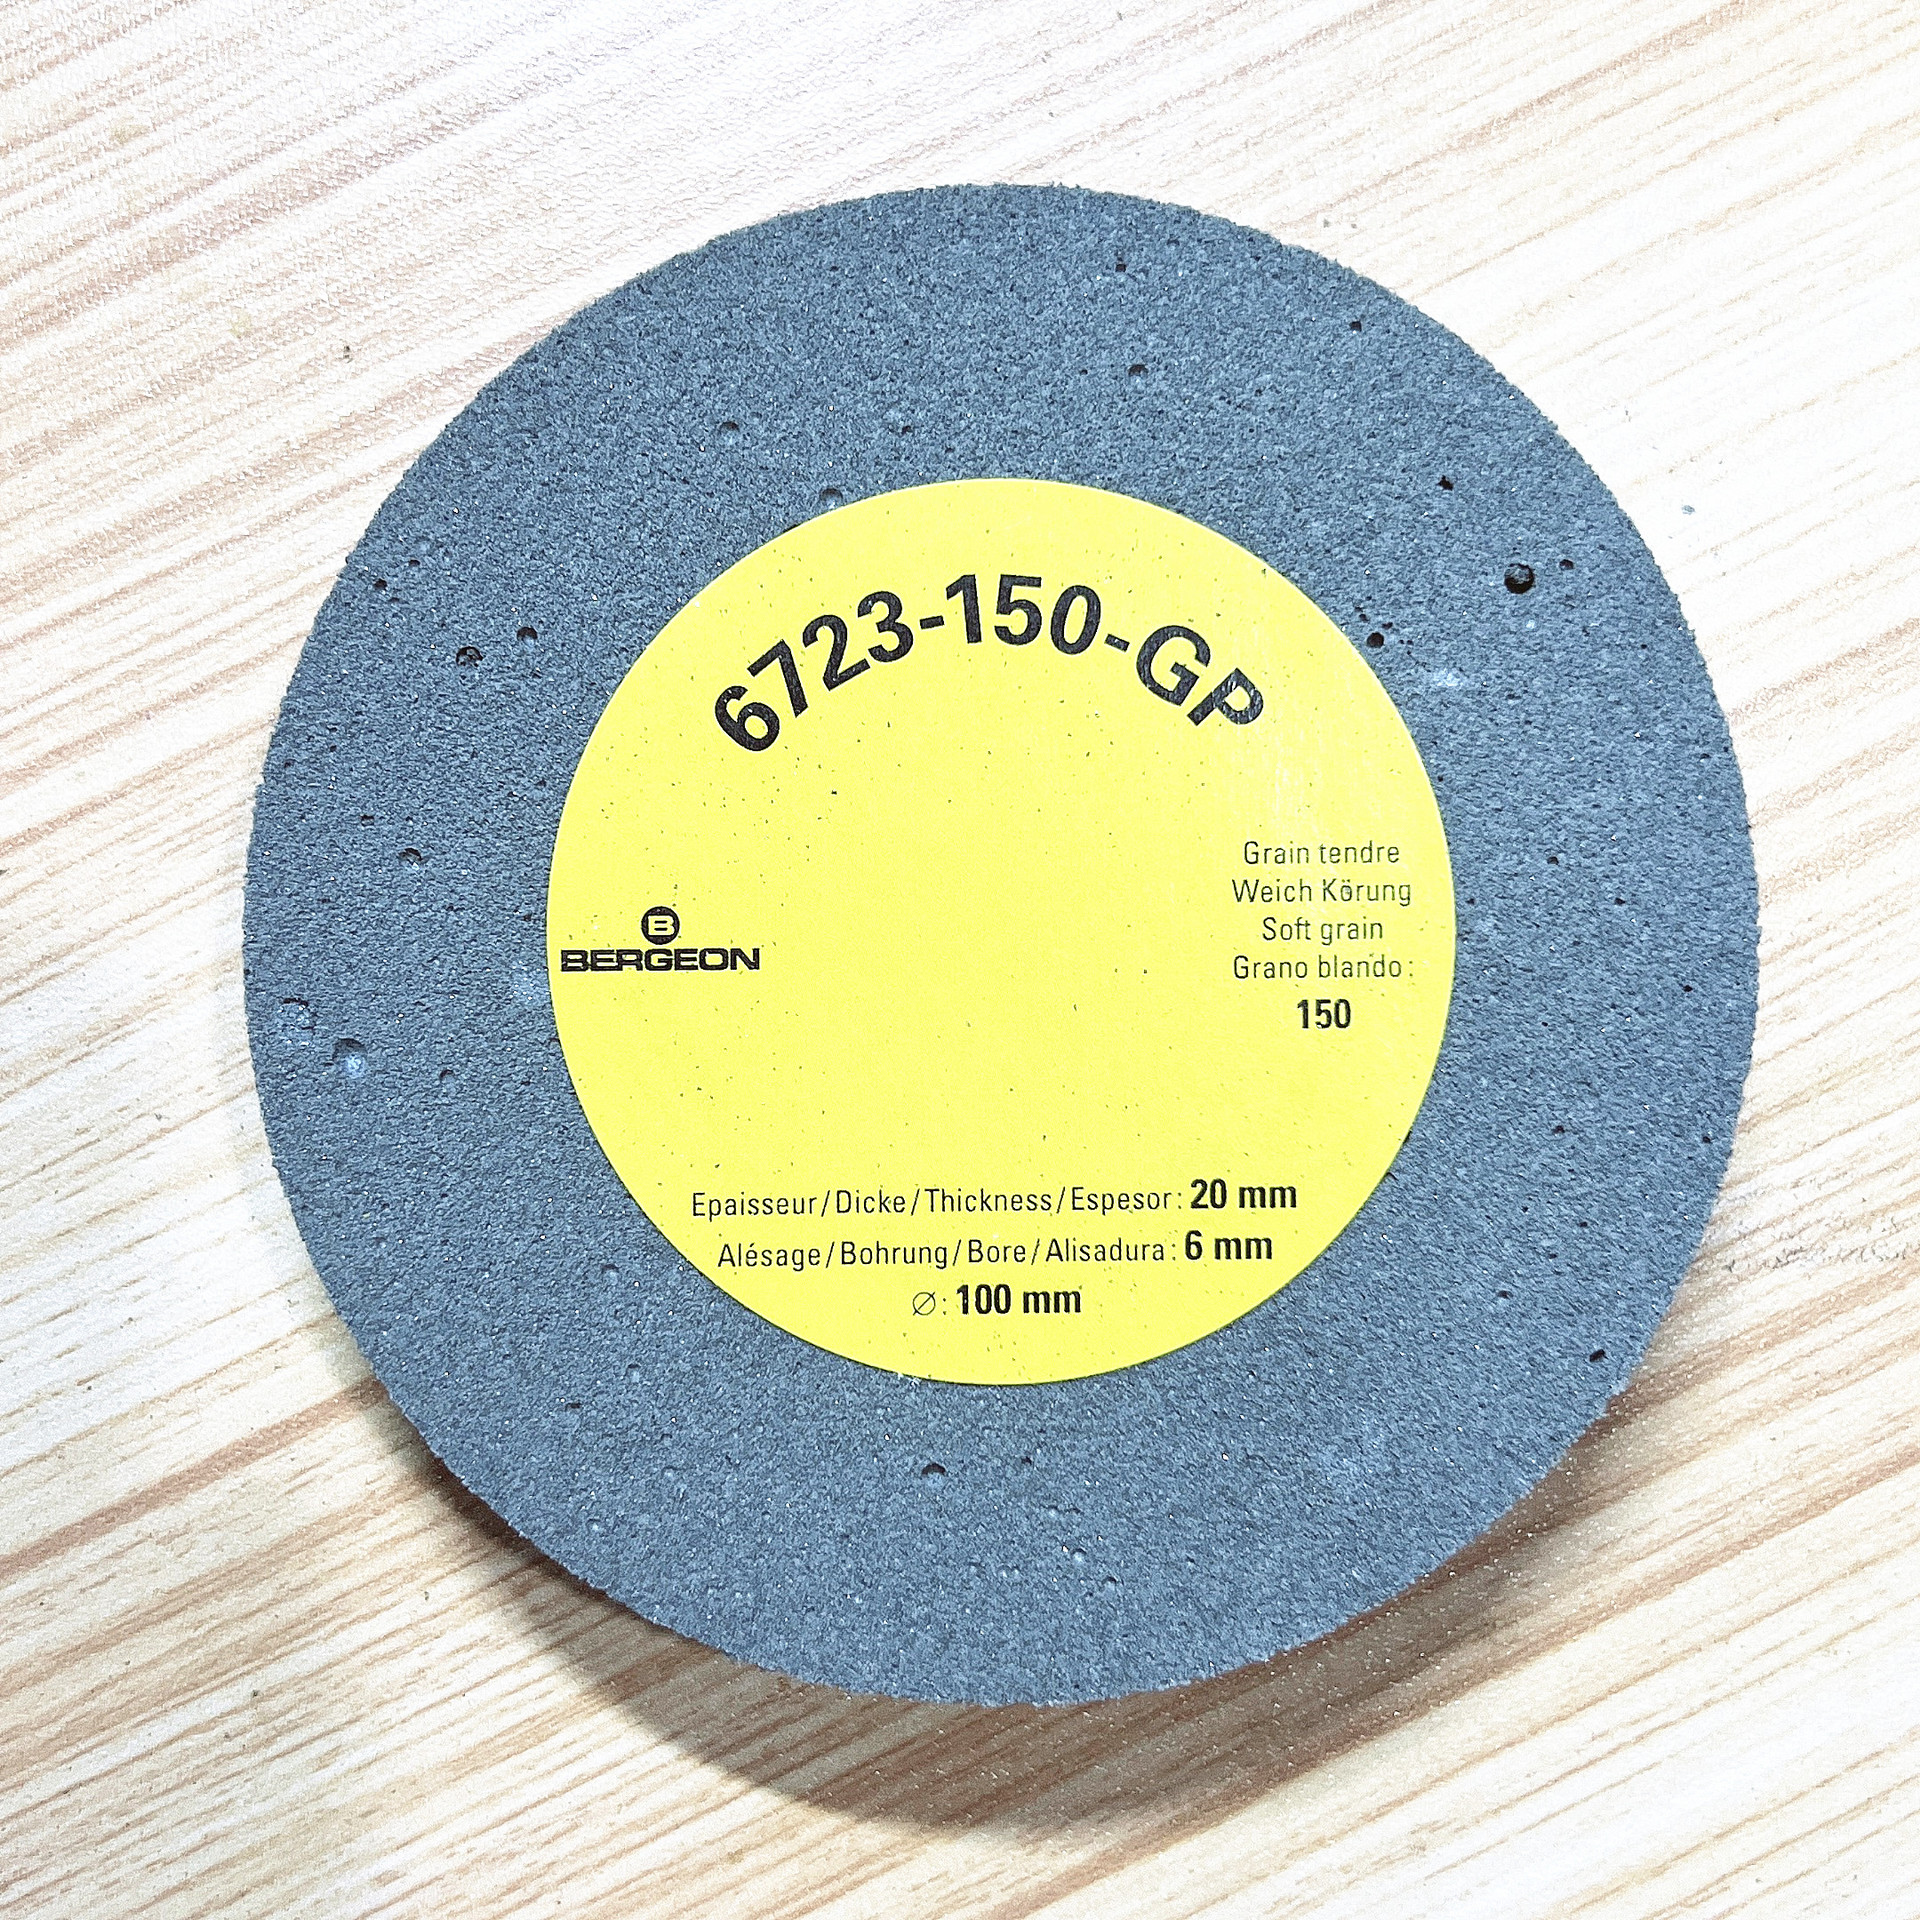 6723-150-GP
Grain tendre
Weich Körung
Soft grain
Grano blando:
150
B
BERGEON
Epaisseur/Dicke/Thickness/Espesor: 20 mm
Alésage/Bohrung/Bore/Alisadura: 6 mm
∅: 100 mm